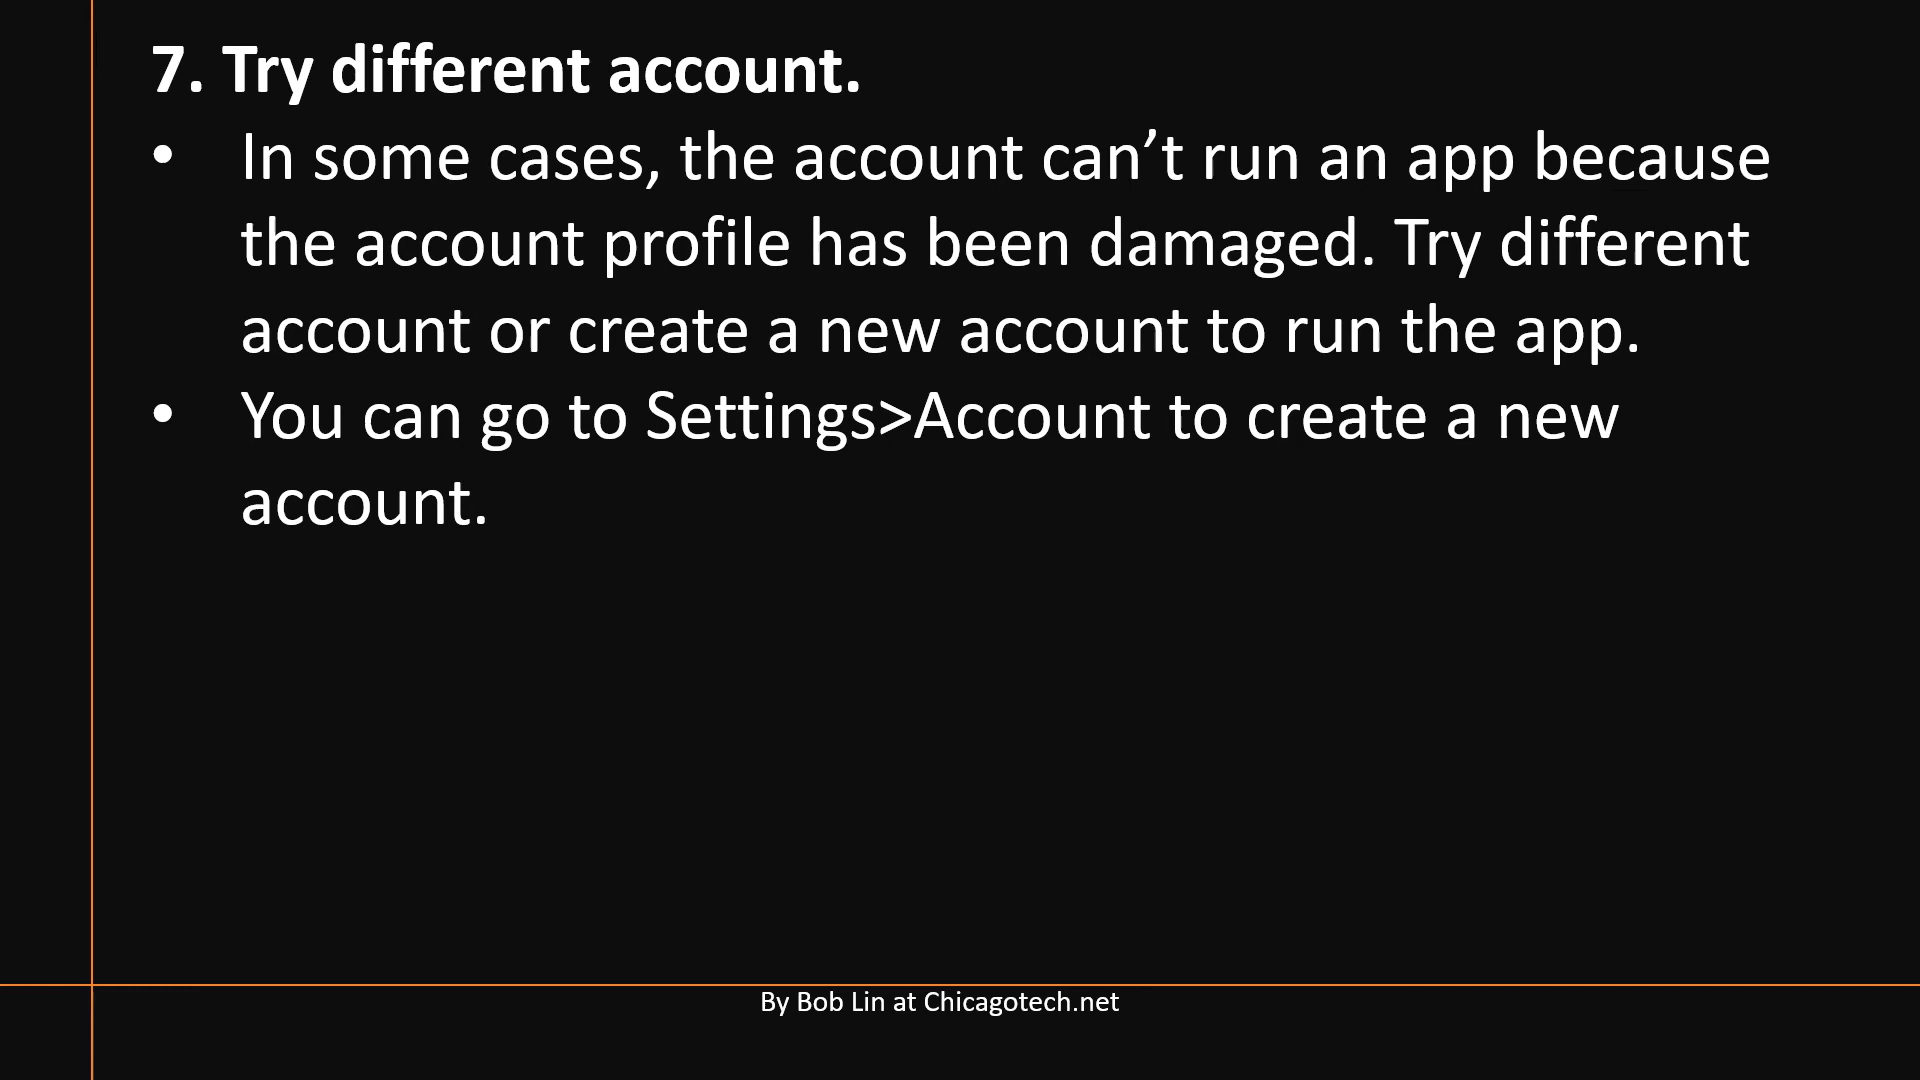 7. Try different account.
• In some cases, the account can’t run an app because
the account profile has been damaged. Try different
account or create a new account to run the app.
• You can go to Settings>Account to create a new
account.
By Bob Lin at Chicagotech.net